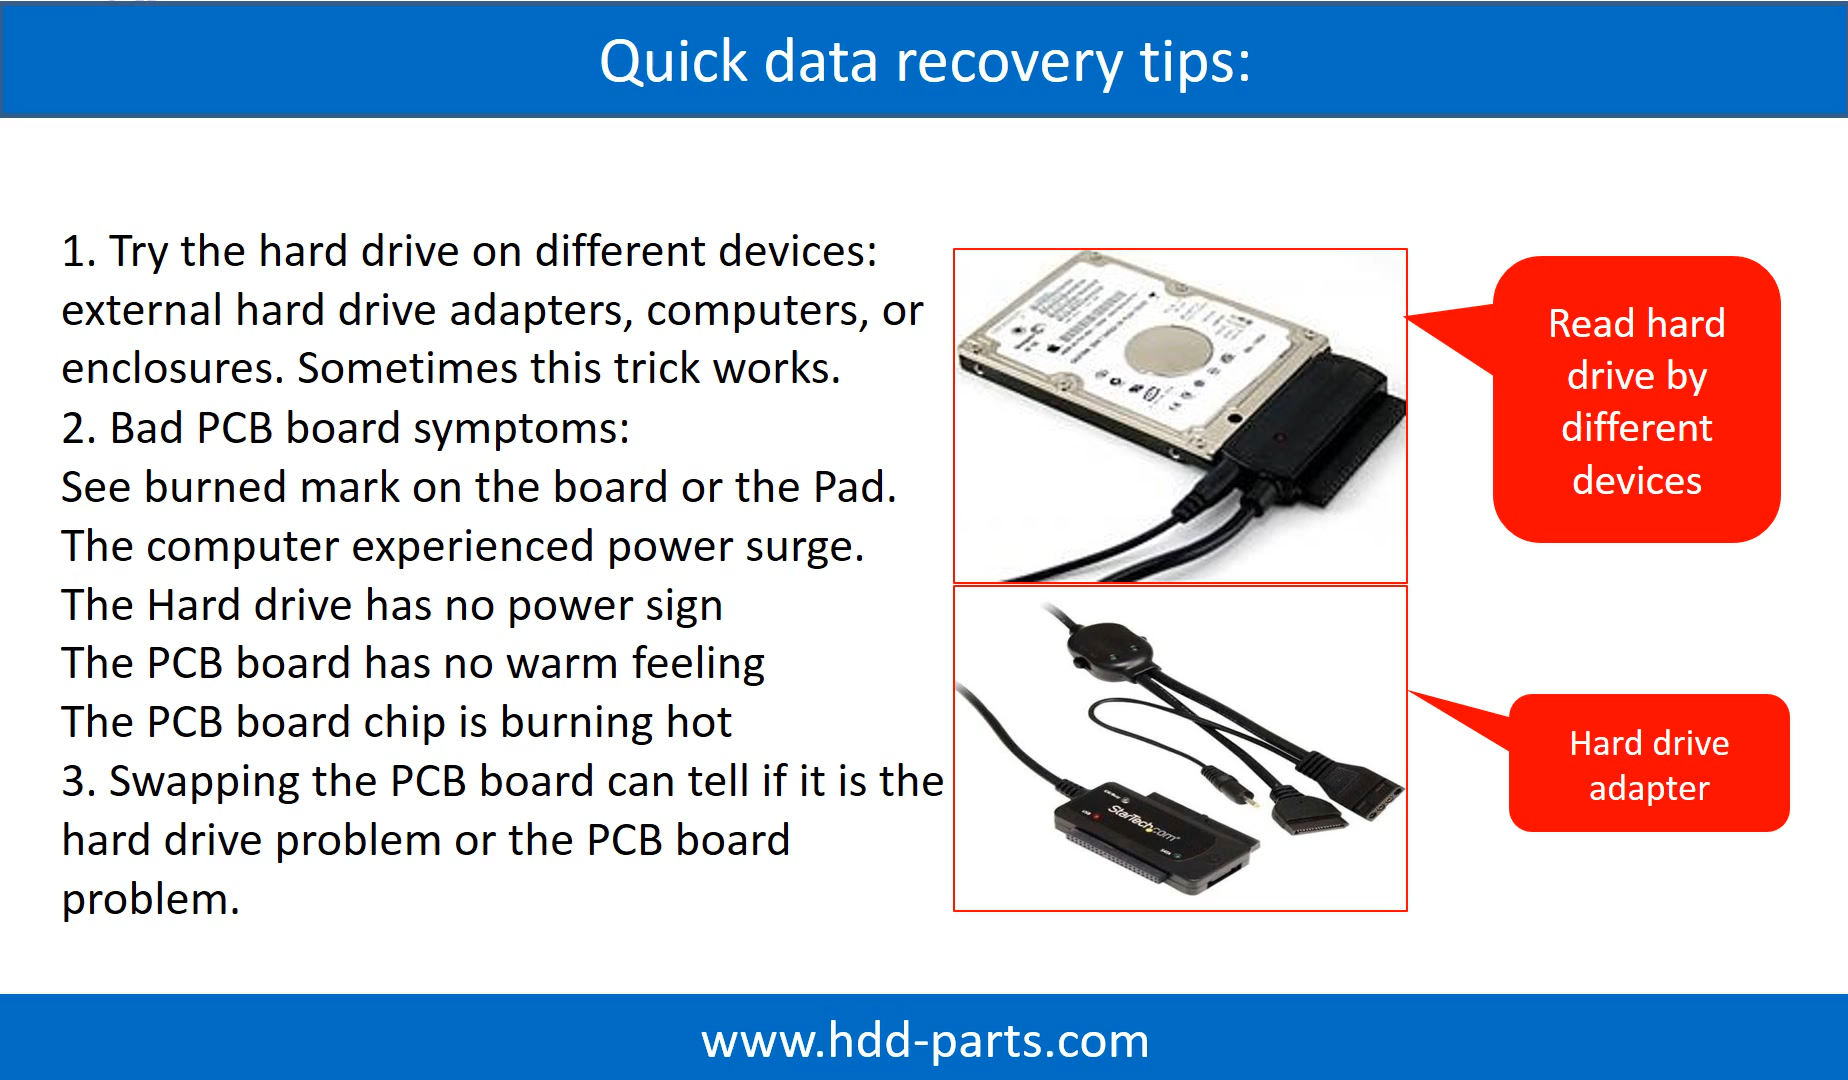 Quick data recovery tips:
1. Try the hard drive on different devices:
external hard drive adapters, computers, or
enclosures. Sometimes this trick works.
2. Bad PCB board symptoms:
See burned mark on the board or the Pad.
The computer experienced power surge.
The Hard drive has no power sign
The PCB board has no warm feeling
The PCB board chip is burning hot
3. Swapping the PCB board can tell if it is the
hard drive problem or the PCB board
problem.
Read hard
drive by
different
devices
StarTech.com
Hard drive
adapter
www.hdd-parts.com